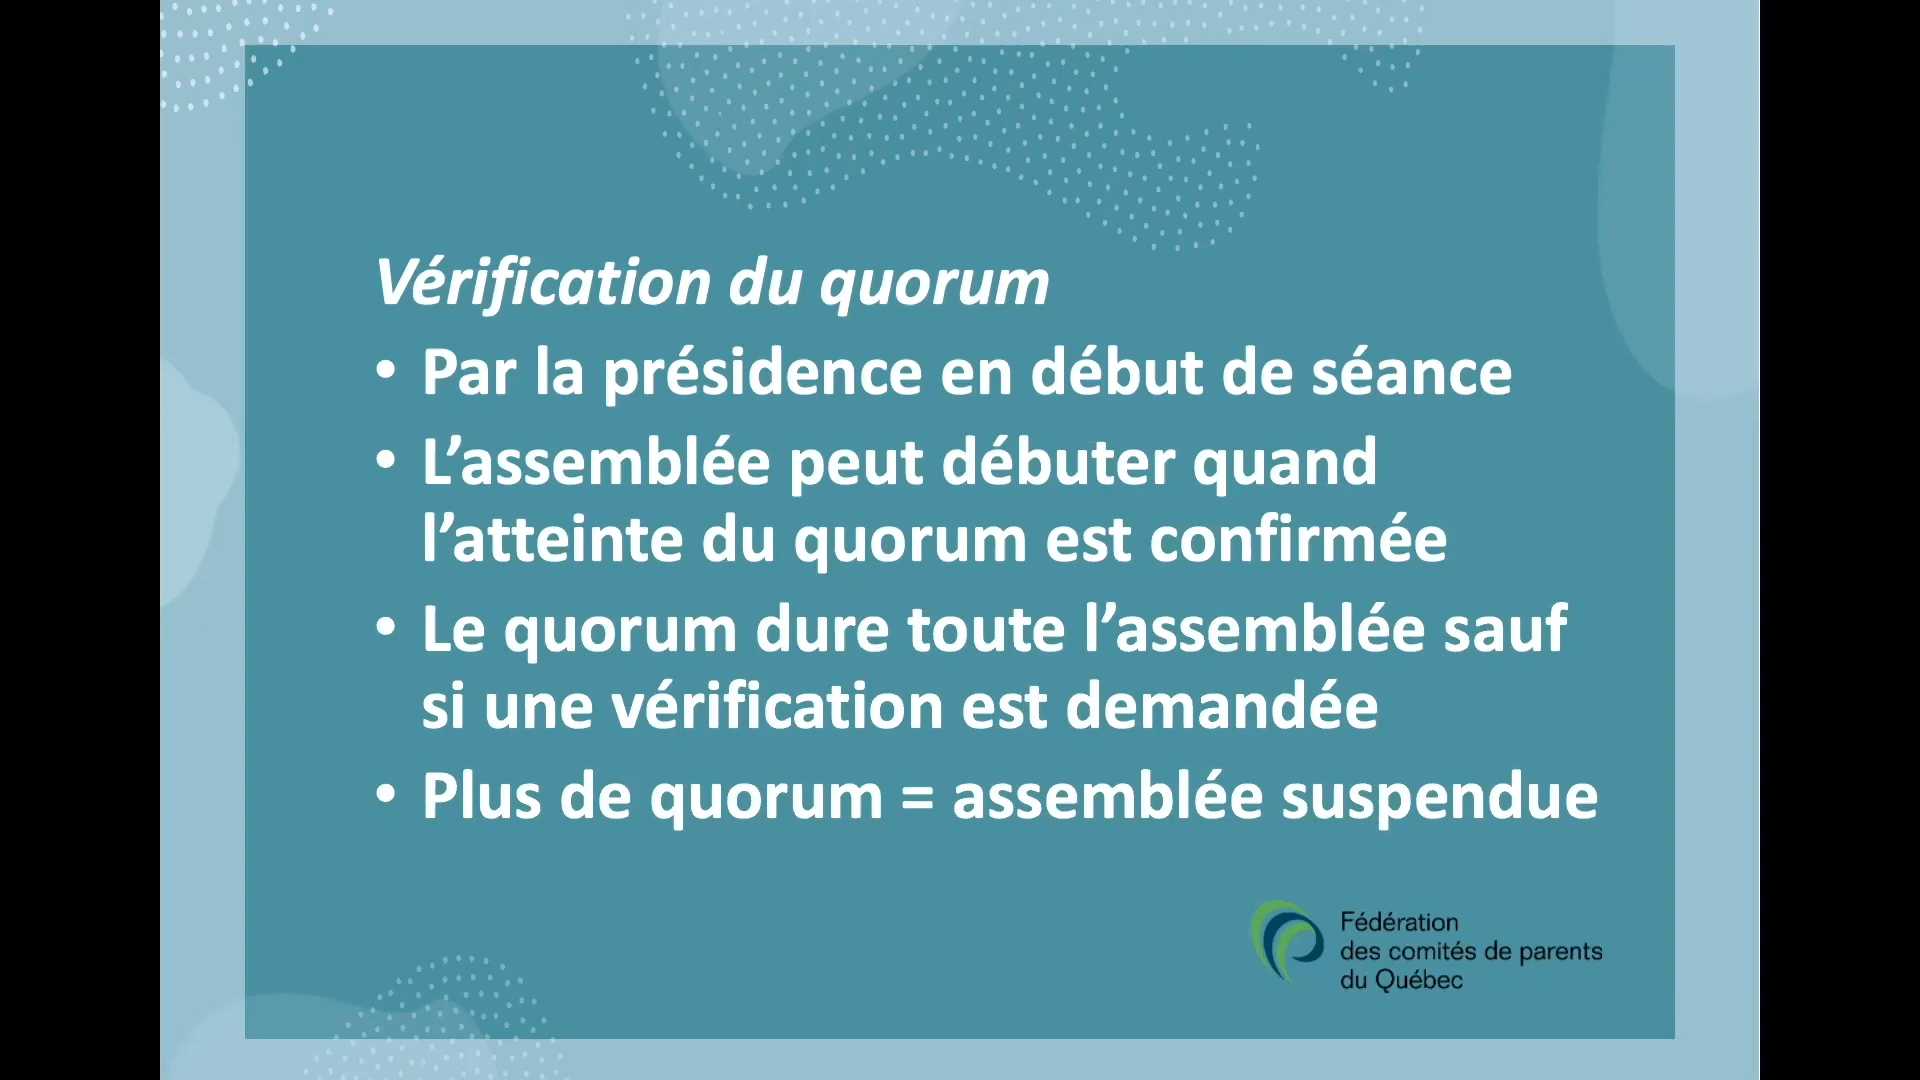 Vérification du quorum
• Par la présidence en début de séance
• L’assemblée peut débuter quand
l’atteinte du quorum est confirmée
• Le quorum dure toute l’assemblée sauf
si une vérification est demandée
• Plus de quorum = assemblée suspendue
Fédération
des comités de parents
du Québec